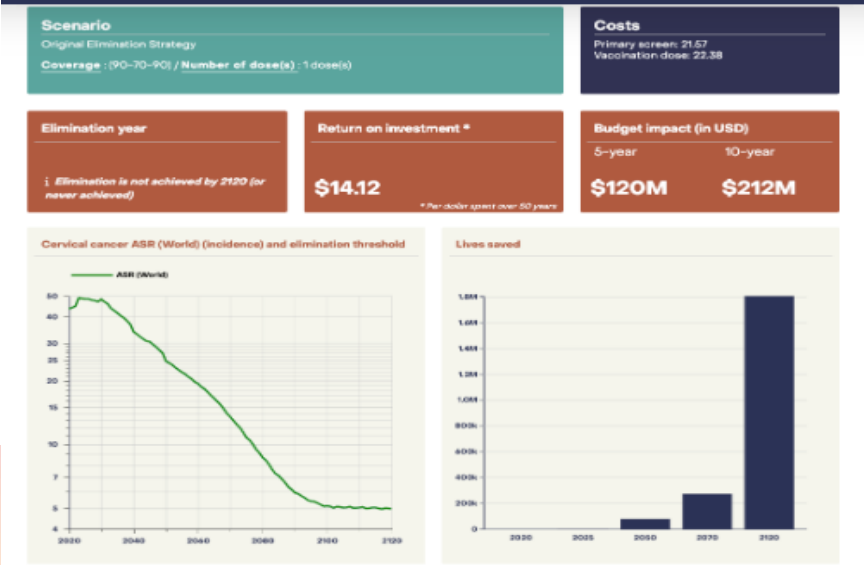 Scenario
Original Elimination Strategy
Coverage : (90-70-90) / Number of dose(s) : 1 dose(s)
Costs
Primary screen: 21.57
Vaccination dose: 22.38
Elimination year
i Elimination is not achieved by 2120 (or
never achieved)
Return on investment *
$14.12
* Per dollar spent over 50 years
Budget impact (in USD)
5-year 10-year
$120M $212M
Cervical cancer ASR (World) (incidence) and elimination threshold
ASR (World)
50
40
30
25
20
15
10
7
5
4
2020 2040 2060 2080 2100 2120
Lives saved
1.8M
1.6M
1.4M
1.2M
1.0M
800k
600k
400k
200k
0
2020 2025 2050 2070 2120